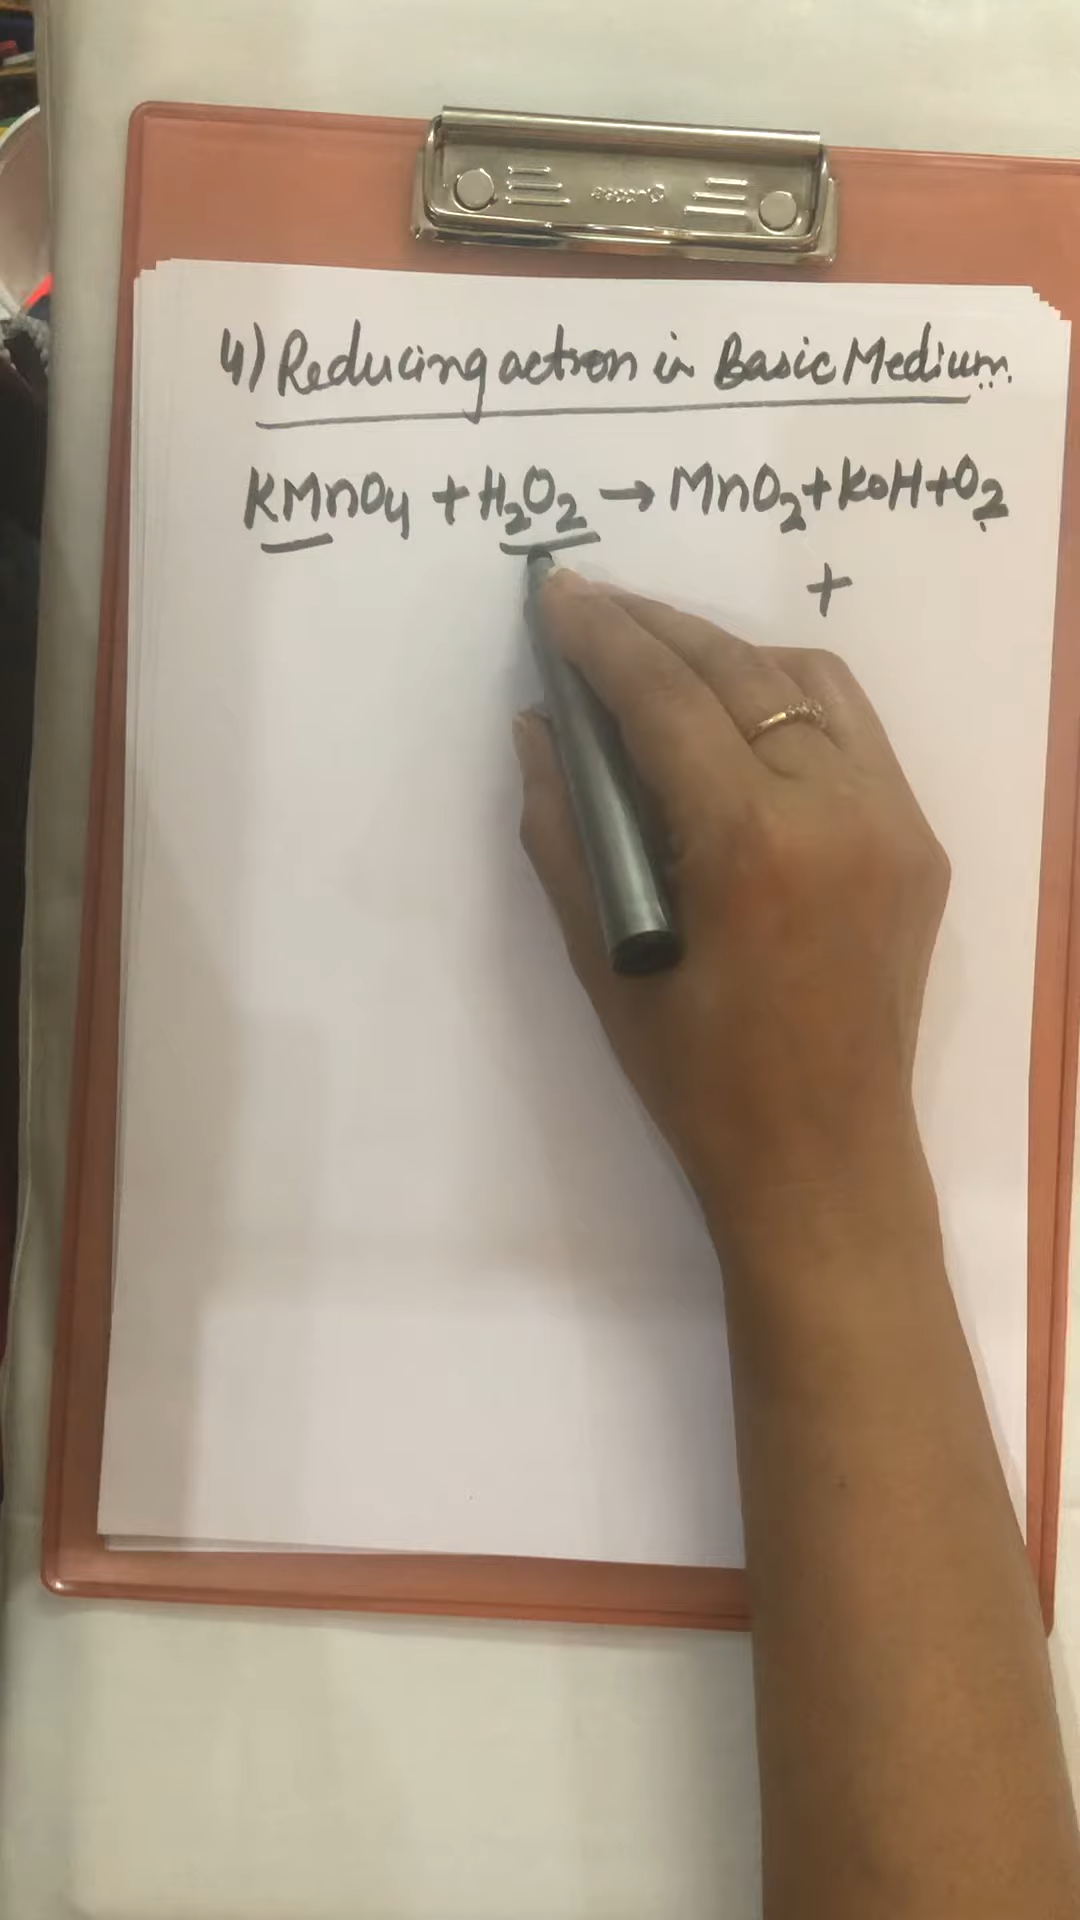 4) Reducing action in Basic Medium
KMnO4 + H2O2 → MnO2 + KOH + O2
+